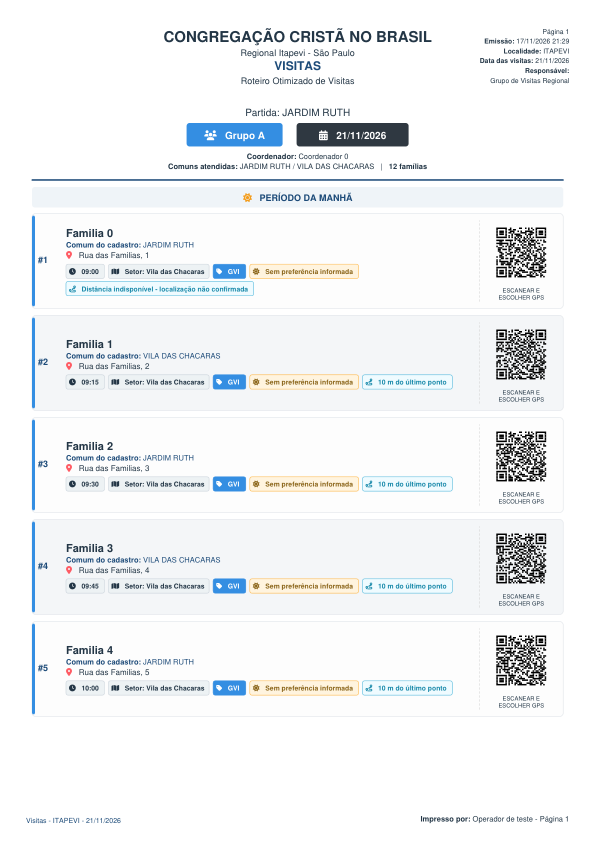 CONGREGAÇÃO CRISTÃ NO BRASIL
Regional Itapevi - São Paulo
VISITAS
Roteiro Otimizado de Visitas
Página 1
Emissão: 17/11/2026 21:29
Localidade: ITAPEVI
Data das visitas: 21/11/2026
Responsável:
Grupo de Visitas Regional
Partida: JARDIM RUTH
Grupo A
21/11/2026
Coordenador: Coordenador 0
Comuns atendidas: JARDIM RUTH / VILA DAS CHACARAS | 12 famílias
PERÍODO DA MANHÃ
#1
Familia 0
Comum do cadastro: JARDIM RUTH
Rua das Familias, 1
09:00 Setor: Vila das Chacaras GVI Sem preferência informada
Distância indisponível - localização não confirmada
ESCANEAR E
ESCOLHER GPS
#2
Familia 1
Comum do cadastro: VILA DAS CHACARAS
Rua das Familias, 2
09:15 Setor: Vila das Chacaras GVI Sem preferência informada 10 m do último ponto
ESCANEAR E
ESCOLHER GPS
#3
Familia 2
Comum do cadastro: JARDIM RUTH
Rua das Familias, 3
09:30 Setor: Vila das Chacaras GVI Sem preferência informada 10 m do último ponto
ESCANEAR E
ESCOLHER GPS
#4
Familia 3
Comum do cadastro: VILA DAS CHACARAS
Rua das Familias, 4
09:45 Setor: Vila das Chacaras GVI Sem preferência informada 10 m do último ponto
ESCANEAR E
ESCOLHER GPS
#5
Familia 4
Comum do cadastro: JARDIM RUTH
Rua das Familias, 5
10:00 Setor: Vila das Chacaras GVI Sem preferência informada 10 m do último ponto
ESCANEAR E
ESCOLHER GPS
Visitas - ITAPEVI - 21/11/2026
Impresso por: Operador de teste - Página 1